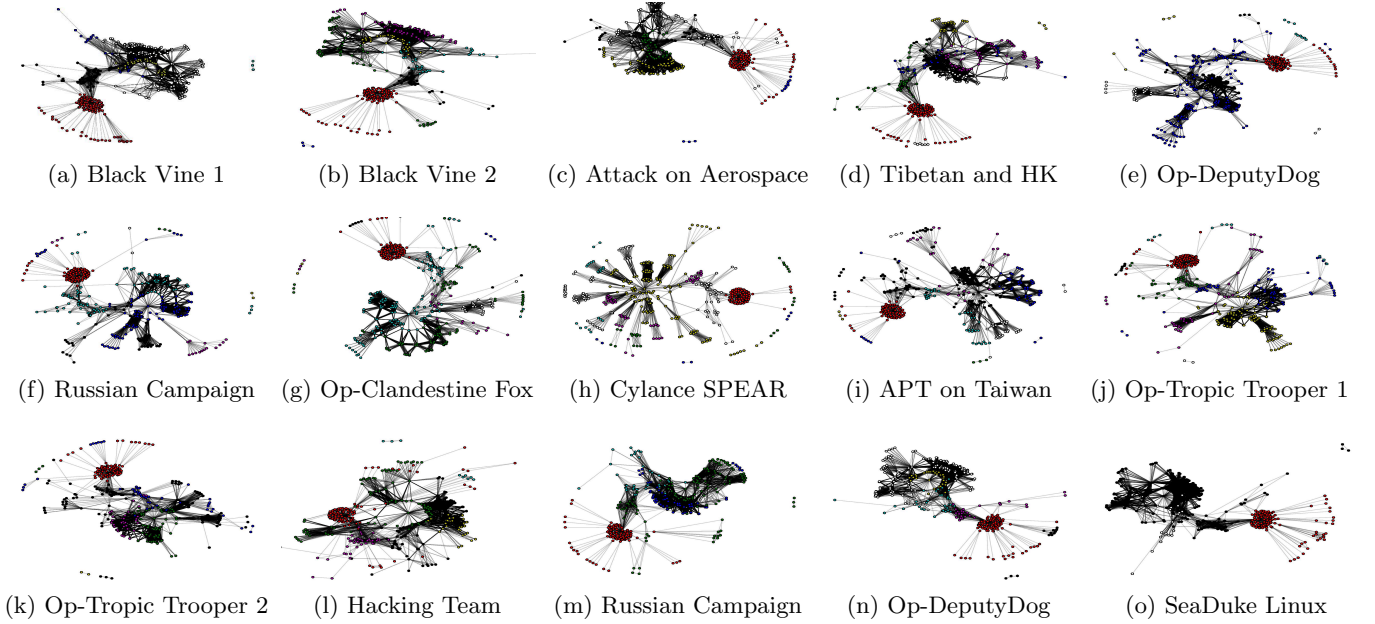 (a) Black Vine 1
(b) Black Vine 2
(c) Attack on Aerospace
(d) Tibetan and HK
(e) Op-DeputyDog
(f) Russian Campaign
(g) Op-Clandestine Fox
(h) Cylance SPEAR
(i) APT on Taiwan
(j) Op-Tropic Trooper 1
(k) Op-Tropic Trooper 2
(l) Hacking Team
(m) Russian Campaign
(n) Op-DeputyDog
(o) SeaDuke Linux